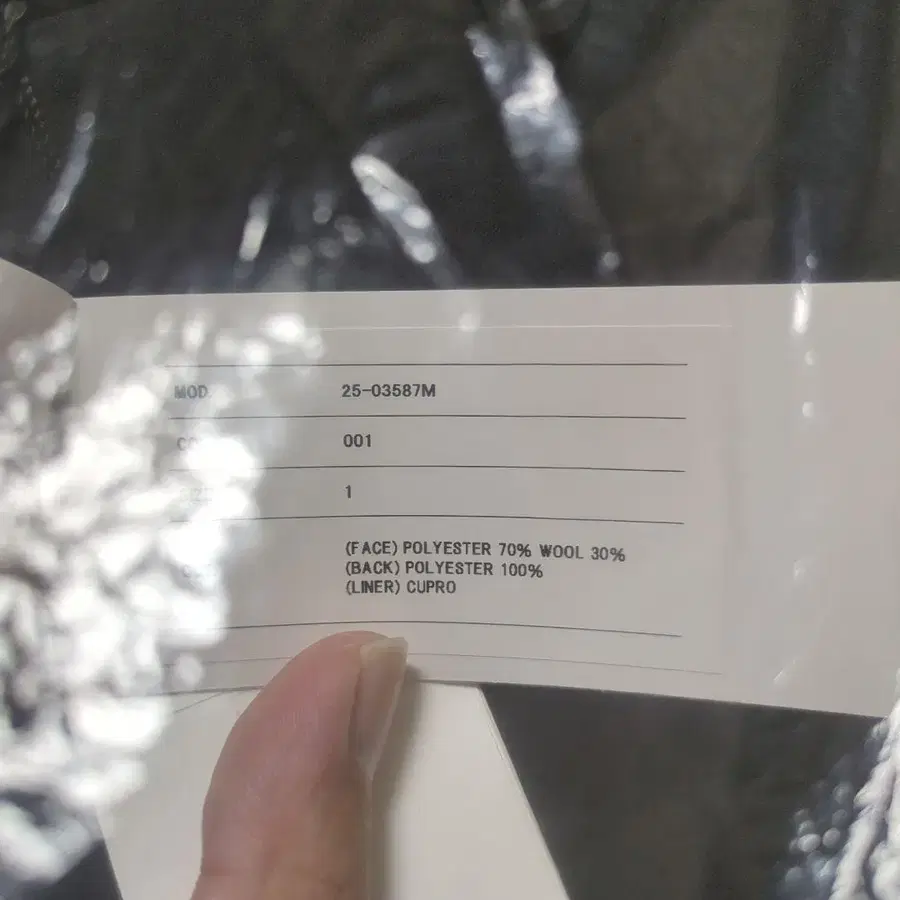 MOD. 25-03587M
001
1
(FACE) POLYESTER 70% WOOL 30%
(BACK) POLYESTER 100%
(LINER) CUPRO